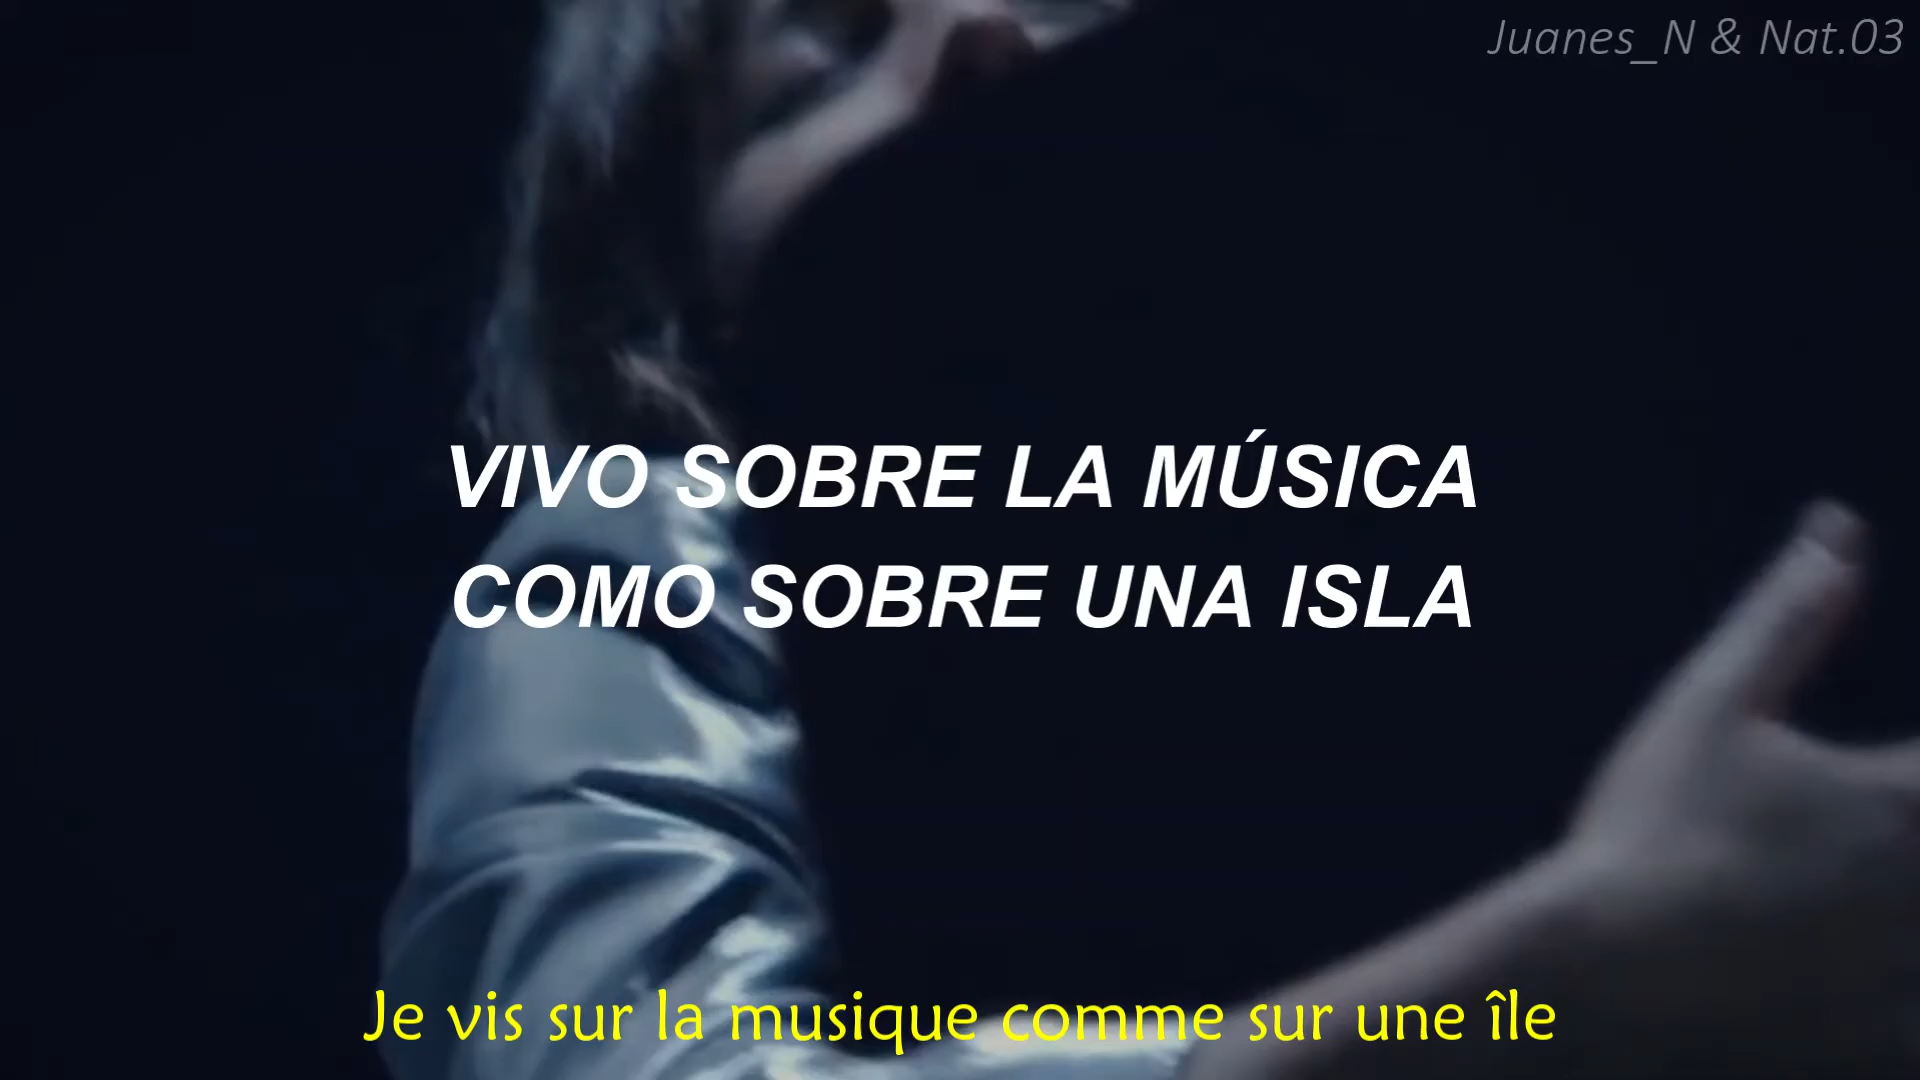 Juanes_N & Nat.03
VIVO SOBRE LA MÚSICA
COMO SOBRE UNA ISLA
Je vis sur la musique comme sur une île